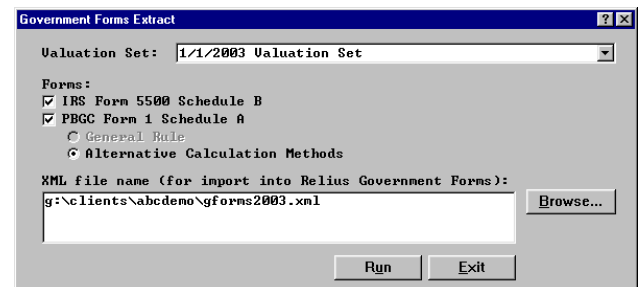 Government Forms Extract
Valuation Set: 1/1/2003 Valuation Set
Forms:
IRS Form 5500 Schedule B
PBGC Form 1 Schedule A
General Rule
Alternative Calculation Methods
XML file name (for import into Relius Government Forms):
g:\clients\abcdemo\gforms2003.xml
Browse...
Run Exit